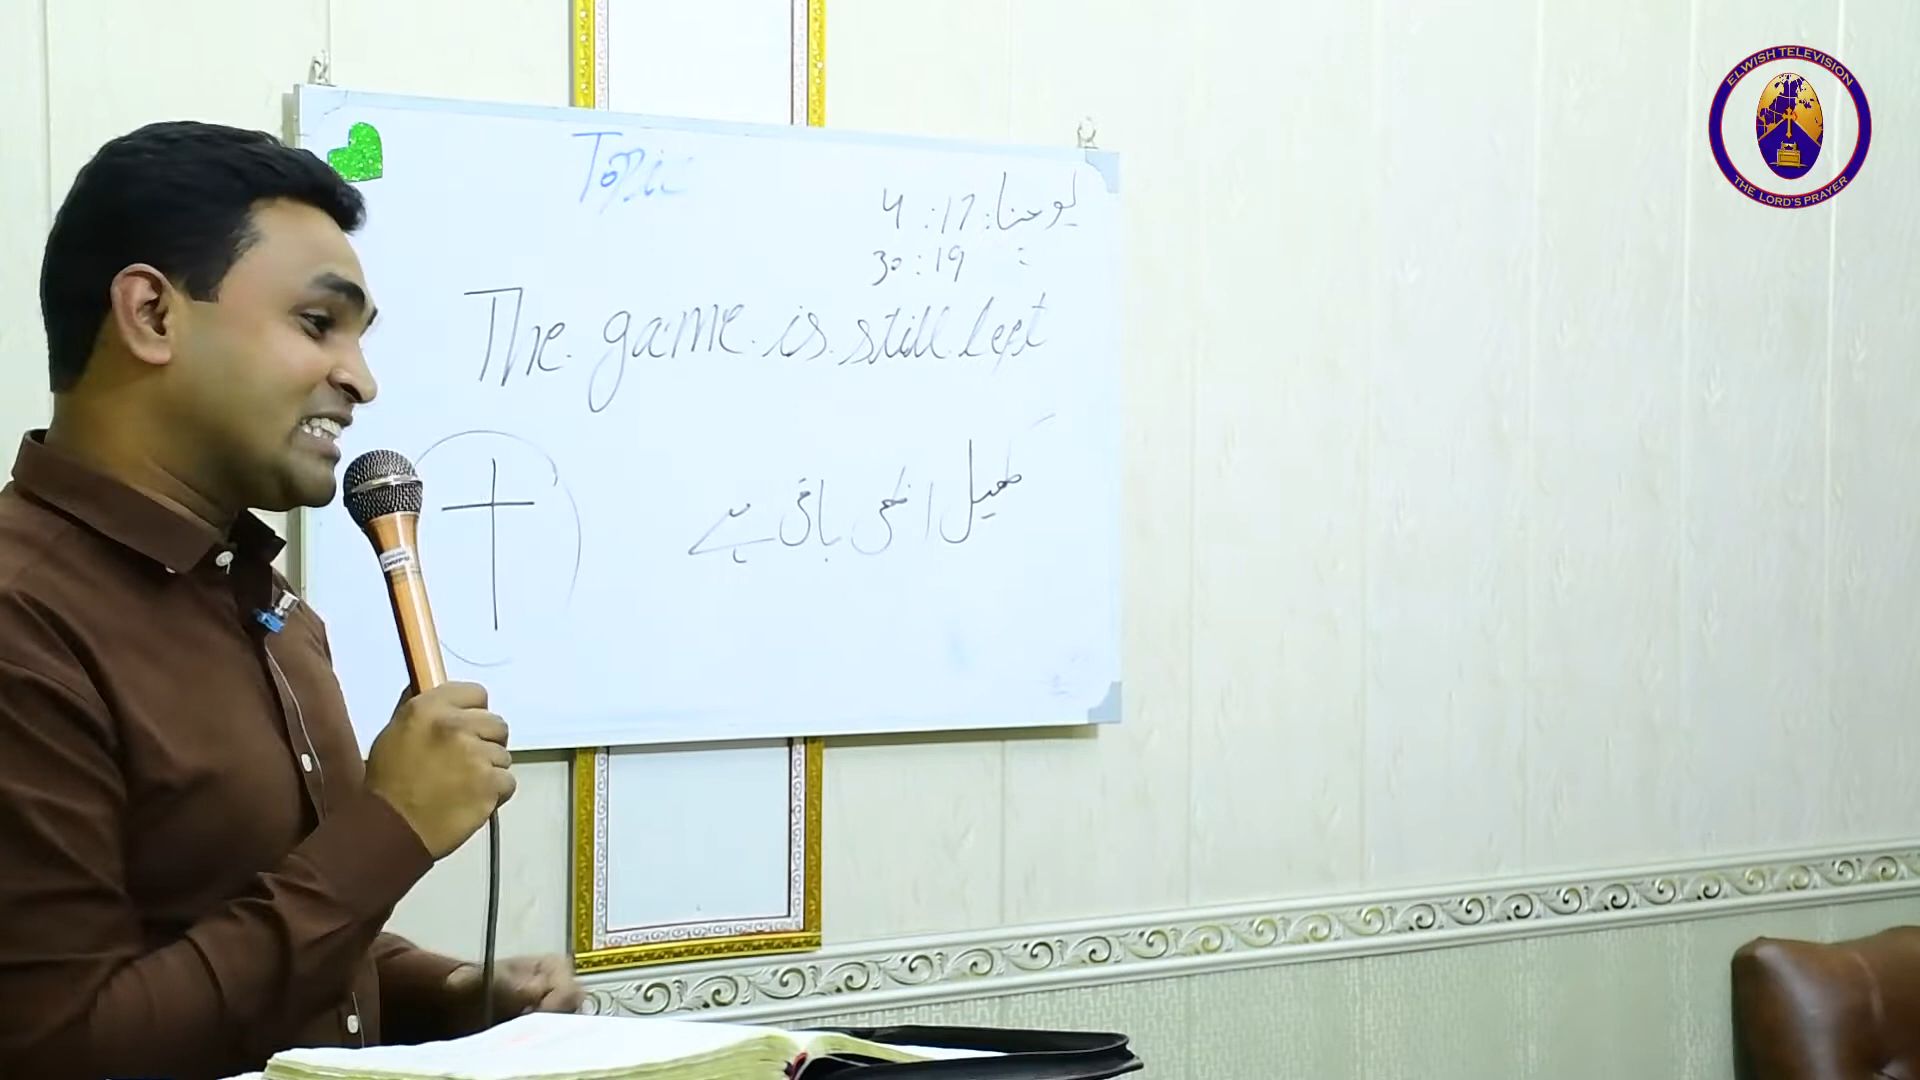 Topic
یوحنا: 17: 4
= 19: 30
The game is still left
کھیل ابھی باقی ہے
ELWISH TELEVISION
THE LORD'S PRAYER